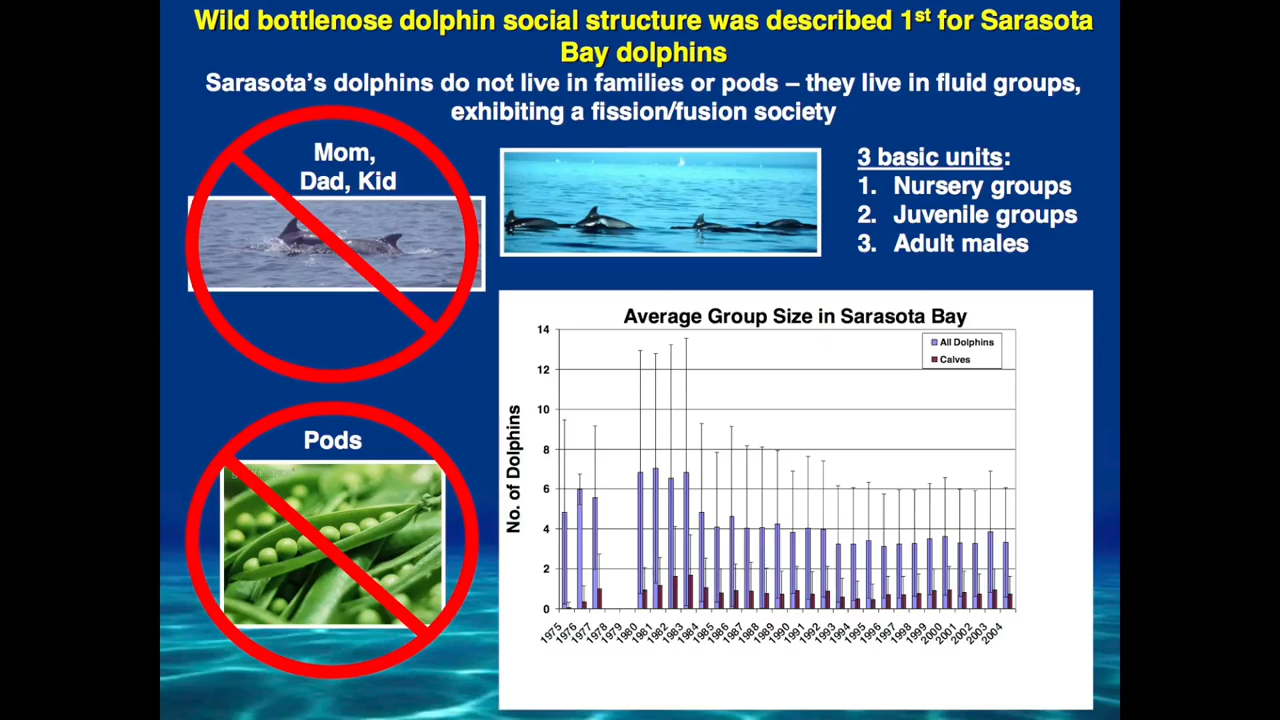 Wild bottlenose dolphin social structure was described 1st for Sarasota
Bay dolphins
Sarasota's dolphins do not live in families or pods – they live in fluid groups,
exhibiting a fission/fusion society
Mom,
Dad, Kid
3 basic units:
1. Nursery groups
2. Juvenile groups
3. Adult males
Pods
Average Group Size in Sarasota Bay
All Dolphins
Calves
No. of Dolphins
14
12
10
8
6
4
2
0
1975
1976
1977
1978
1979
1980
1981
1982
1983
1984
1985
1986
1987
1988
1989
1990
1991
1992
1993
1994
1995
1996
1997
1998
1999
2000
2001
2002
2003
2004